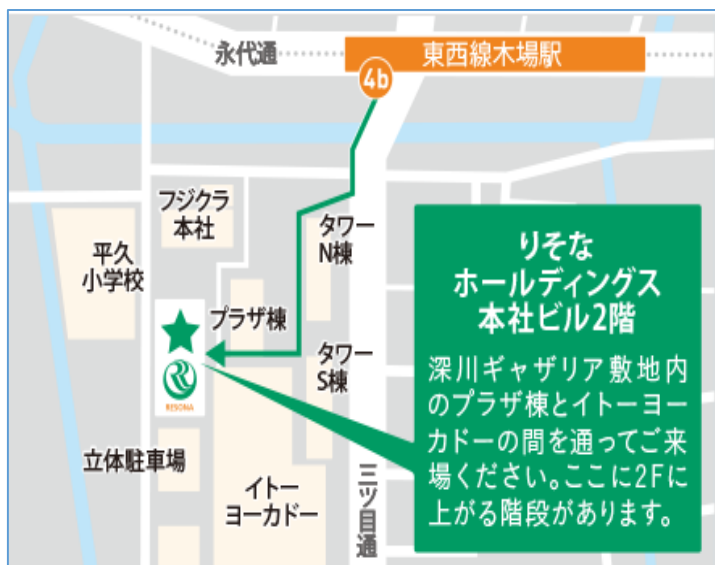 永代通
東西線木場駅
4b
フジクラ
本社
平久
小学校
タワー
N棟
プラザ棟
タワー
S棟
RESONA
立体駐車場
イトー
ヨーカドー
三ツ目通
りそな
ホールディングス
本社ビル2階
深川ギャザリア敷地内
のプラザ棟とイトーヨー
カドーの間を通ってご来
場ください。ここに2Fに
上がる階段があります。